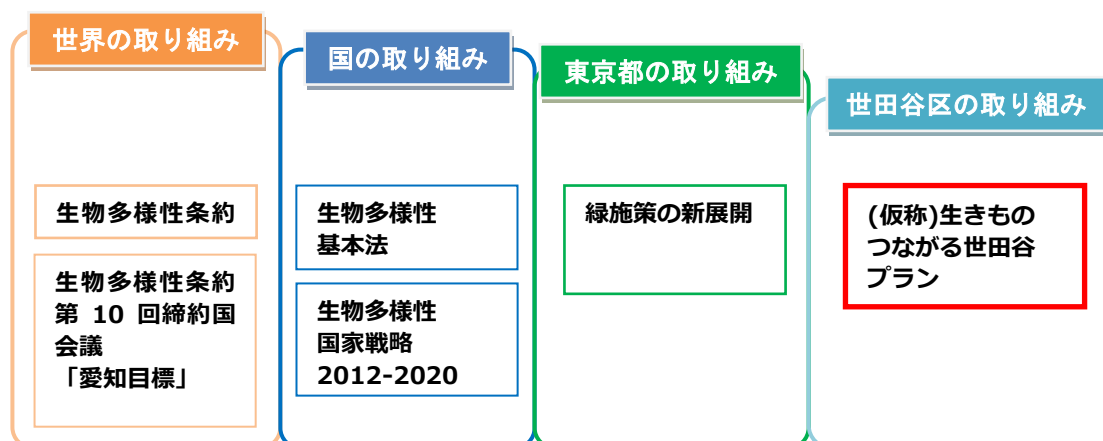 世界の取り組み
生物多様性条約
生物多様性条約
第 10 回締約国
会議
「愛知目標」
国の取り組み
生物多様性
基本法
生物多様性
国家戦略
2012-2020
東京都の取り組み
緑施策の新展開
世田谷区の取り組み
(仮称)生きもの
つながる世田谷
プラン